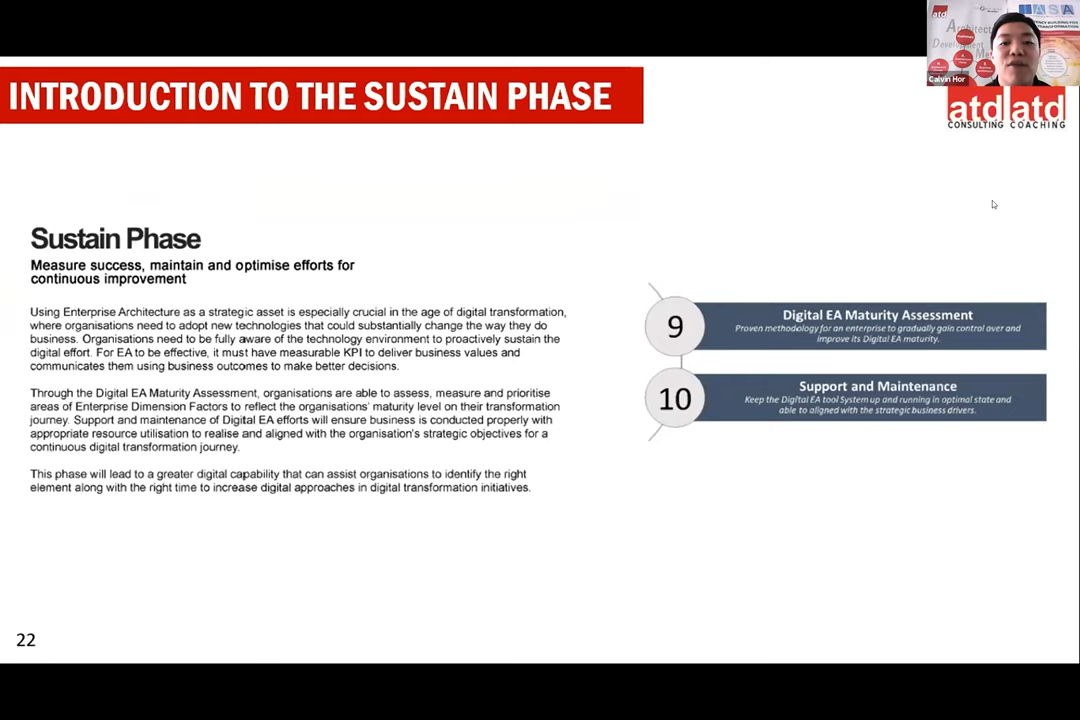 INTRODUCTION TO THE SUSTAIN PHASE
atd
Calvin Hor
atd atd
CONSULTING COACHING
Sustain Phase
Measure success, maintain and optimise efforts for
continuous improvement
Using Enterprise Architecture as a strategic asset is especially crucial in the age of digital transformation,
where organisations need to adopt new technologies that could substantially change the way they do
business. Organisations need to be fully aware of the technology environment to proactively sustain the
digital effort. For EA to be effective, it must have measurable KPI to deliver business values and
communicates them using business outcomes to make better decisions.
Through the Digital EA Maturity Assessment, organisations are able to assess, measure and prioritise
areas of Enterprise Dimension Factors to reflect the organisations' maturity level on their transformation
journey. Support and maintenance of Digital EA efforts will ensure business is conducted properly with
appropriate resource utilisation to realise and aligned with the organisation's strategic objectives for a
continuous digital transformation journey.
This phase will lead to a greater digital capability that can assist organisations to identify the right
element along with the right time to increase digital approaches in digital transformation initiatives.
9
Digital EA Maturity Assessment
Proven methodology for an enterprise to gradually gain control over and
improve its Digital EA maturity.
10
Support and Maintenance
Keep the Digital EA tool System up and running in optimal state and
able to aligned with the strategic business drivers.
22